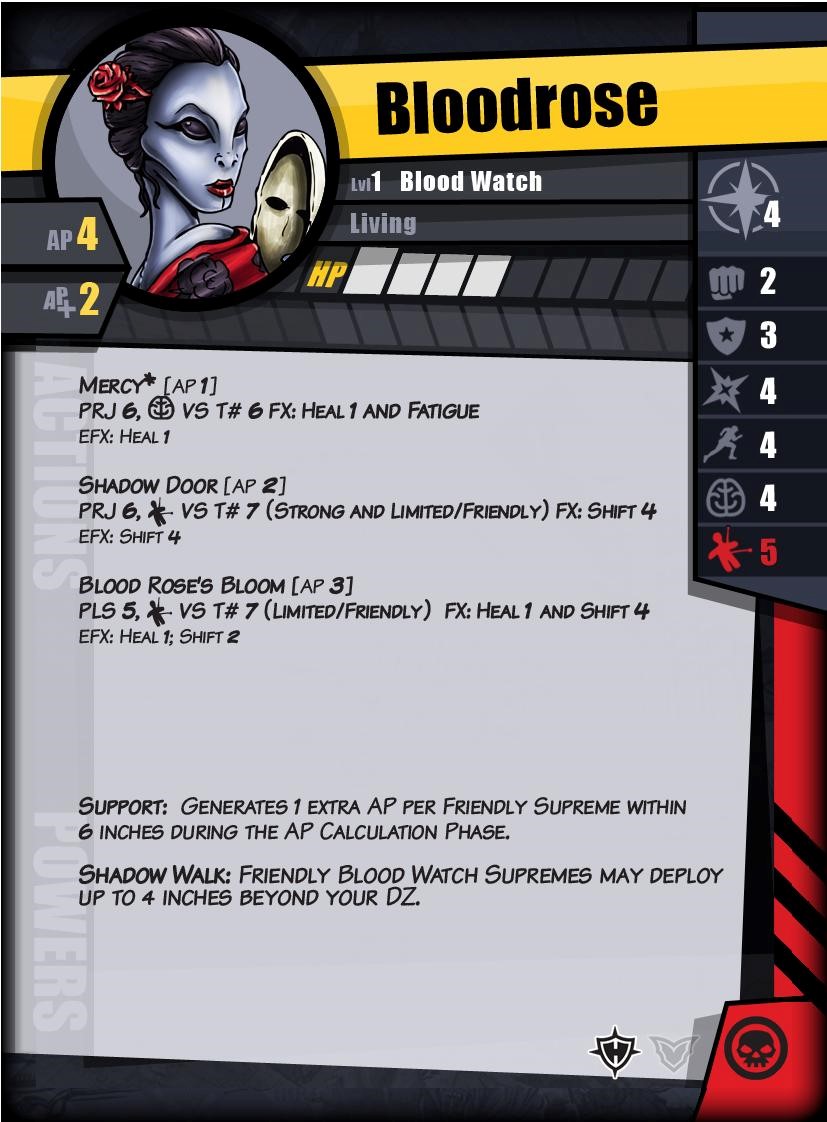 Bloodrose
Lvl1 Blood Watch
Living
AP 4
AP+ 2
HP
4
2
3
4
4
4
5
ACTIONS
MERCY* [AP 1]
PRJ 6, VS T# 6 FX: HEAL 1 AND FATIGUE
EFX: HEAL 1
SHADOW DOOR [AP 2]
PRJ 6, VS T# 7 (STRONG AND LIMITED/FRIENDLY) FX: SHIFT 4
EFX: SHIFT 4
BLOOD ROSE'S BLOOM [AP 3]
PLS 5, VS T# 7 (LIMITED/FRIENDLY) FX: HEAL 1 AND SHIFT 4
EFX: HEAL 1; SHIFT 2
POWERS
SUPPORT: GENERATES 1 EXTRA AP PER FRIENDLY SUPREME WITHIN
6 INCHES DURING THE AP CALCULATION PHASE.
SHADOW WALK: FRIENDLY BLOOD WATCH SUPREMES MAY DEPLOY
UP TO 4 INCHES BEYOND YOUR DZ.
H